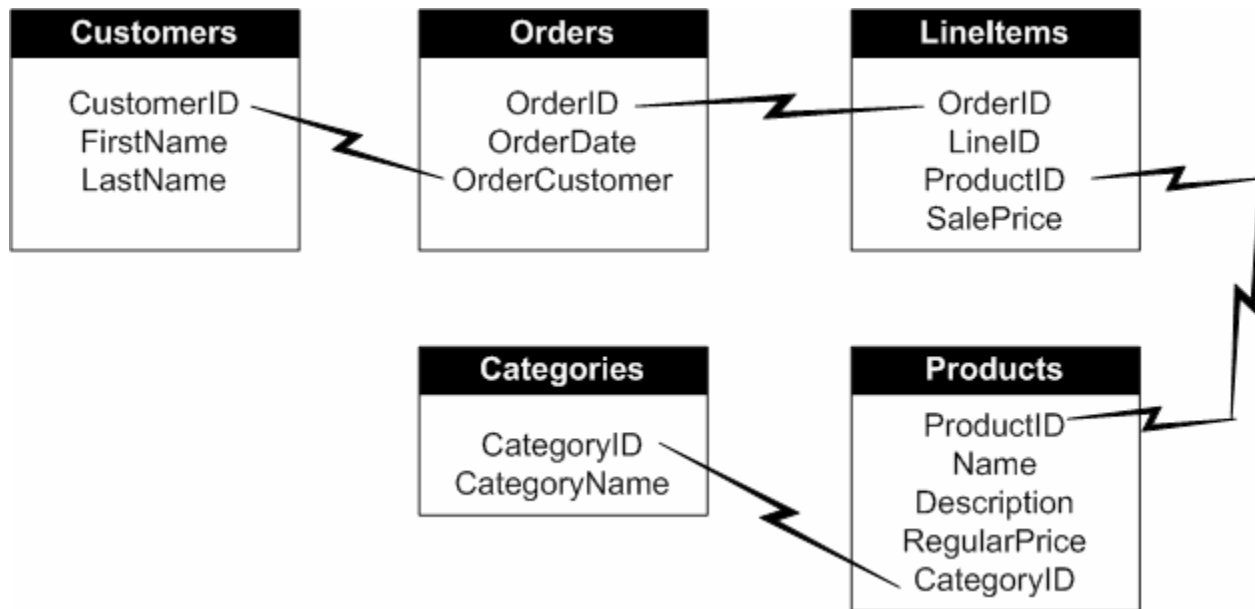 Customers
CustomerID
FirstName
LastName
Orders
OrderID
OrderDate
OrderCustomer
LineItems
OrderID
LineID
ProductID
SalePrice
Categories
CategoryID
CategoryName
Products
ProductID
Name
Description
RegularPrice
CategoryID